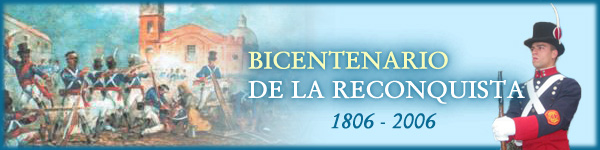 BICENTENARIO
DE LA RECONQUISTA
1806 - 2006